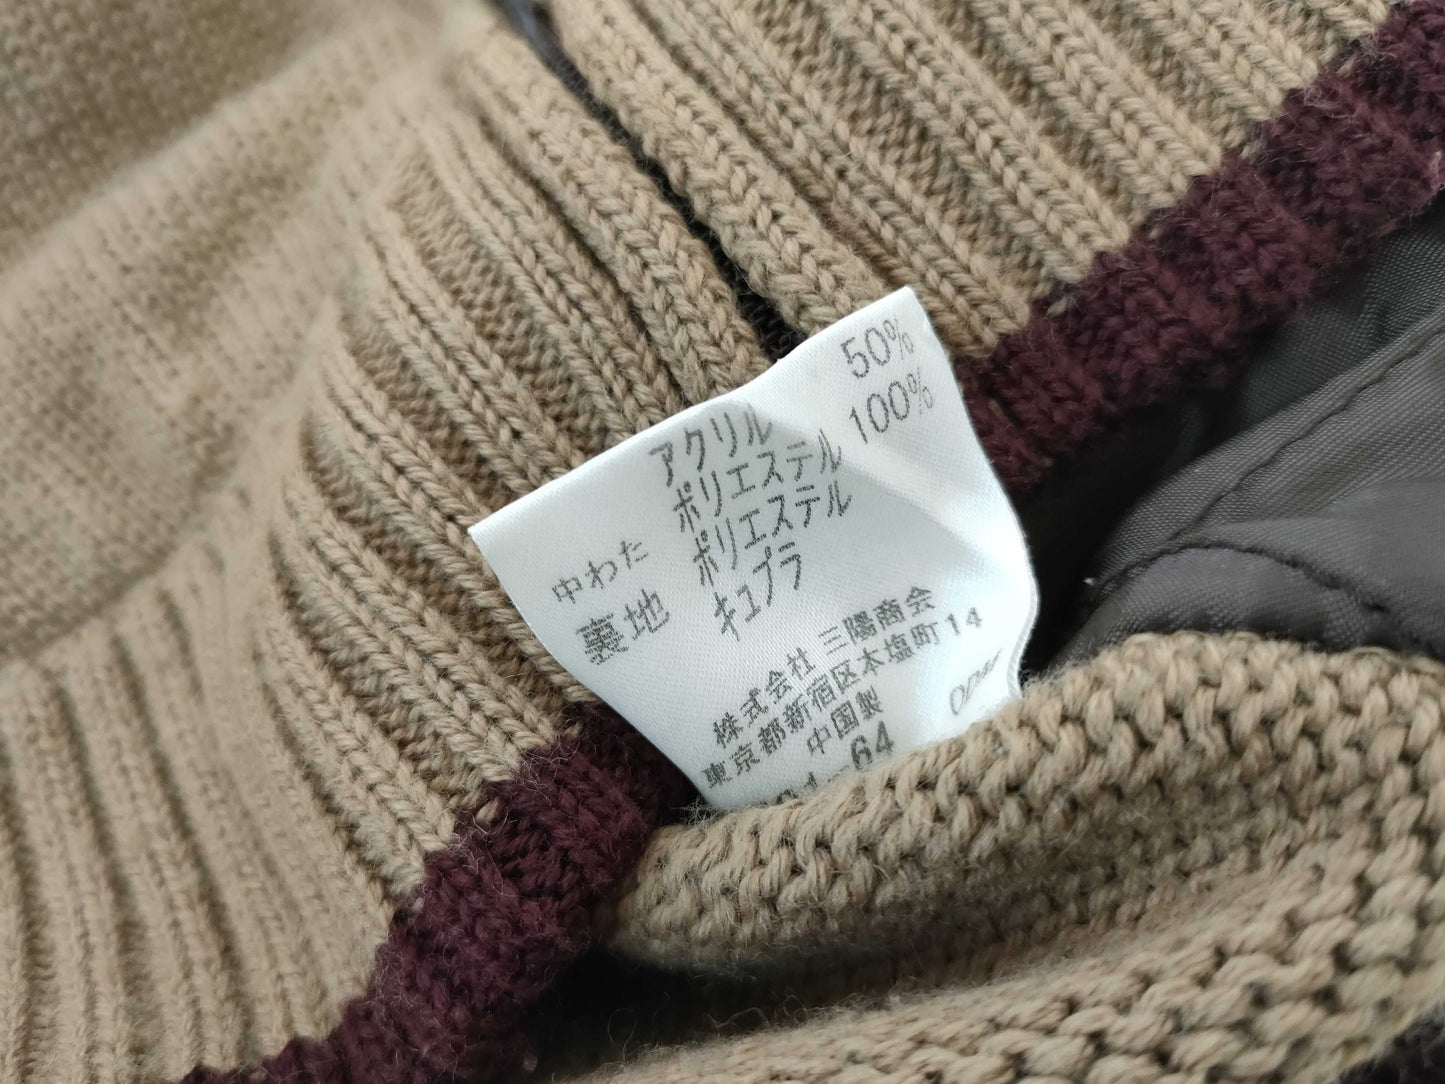 アクリル 50%
中わた ポリエステル 100%
裏地 ポリエステル
キュプラ
株式会社 三陽商会
東京都新宿区本塩町14
中国製
-64